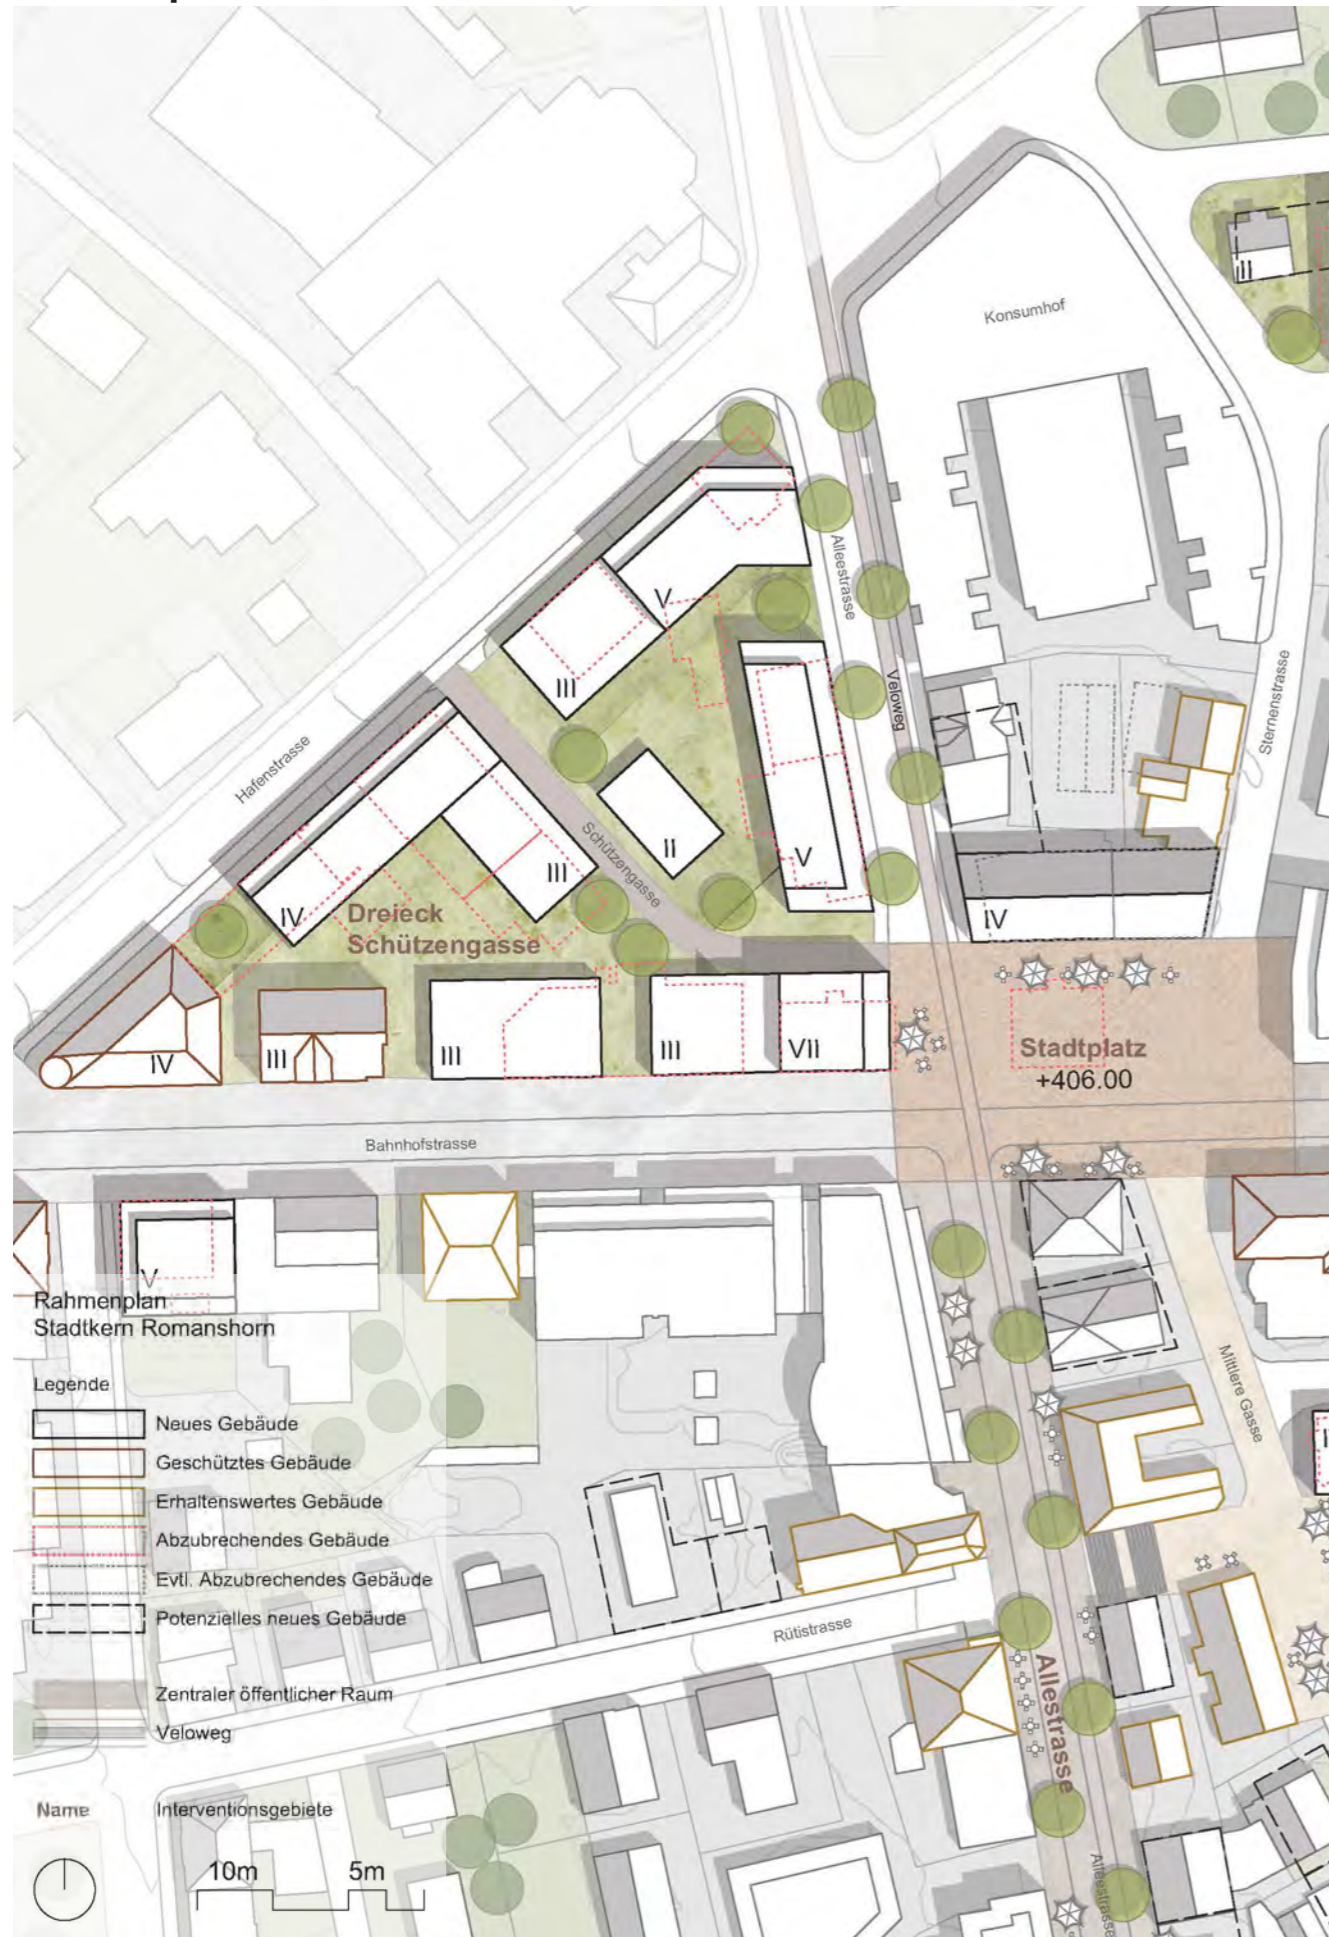 Konsumhof
II
Alleestrasse
V
III
Veloweg
Sternenstrasse
Hafenstrasse
Schützengasse
II
V
III
IV
Dreieck
Schützengasse
IV
IV
III
III
III
VII
Stadtplatz
+406.00
Bahnhofstrasse
V
Rahmenplan
Stadtkern Romanshorn
Legende
Neues Gebäude
Geschütztes Gebäude
Erhaltenswertes Gebäude
Abzubrechendes Gebäude
Evtl. Abzubrechendes Gebäude
Potenzielles neues Gebäude
Zentraler öffentlicher Raum
Veloweg
Name
Interventionsgebiete
10m
5m
Mittlere Gasse
Rütistrasse
Allestrasse
Alleestrasse